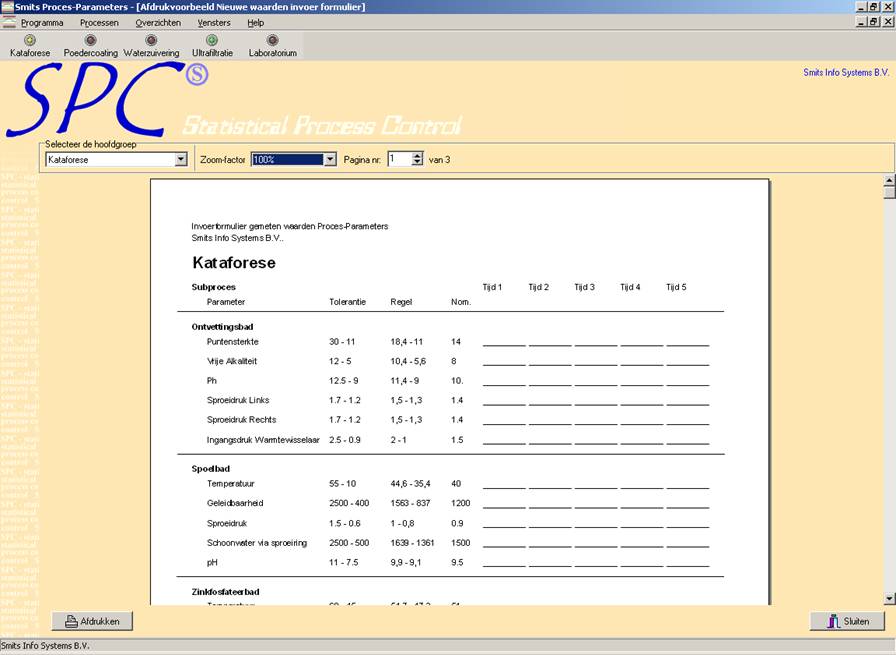 Smits Proces-Parameters - [Afdrukvoorbeeld Nieuwe waarden invoer formulier]
Programma Processen Overzichten Vensters Help
Kataforese Poedercoating Waterzuivering Ultrafiltratie Laboratorium
SPC S
Smits Info Systems B.V.
Statistical Process Control
Selecteer de hoofdgroep
Kataforese Zoom-factor 100% Pagina nr. 1 van 3
Invoerformulier gemeten waarden Proces-Parameters
Smits Info Systems B.V..
Kataforese
Subproces Tijd 1 Tijd 2 Tijd 3 Tijd 4 Tijd 5
Parameter Tolerantie Regel Nom.
Ontvettingsbad
Puntensterkte 30 - 11 18,4 - 11 14
Vrije Alkaliteit 12 - 5 10,4 - 5,6 8
Ph 12.5 - 9 11,4 - 9 10.
Sproeidruk Links 1.7 - 1.2 1,5 - 1,3 1.4
Sproeidruk Rechts 1.7 - 1.2 1,5 - 1,3 1.4
Ingangsdruk Warmtewisselaar 2.5 - 0.9 2 - 1 1.5
Spoelbad
Temperatuur 55 - 10 44,6 - 35,4 40
Geleidbaarheid 2500 - 400 1563 - 837 1200
Sproeidruk 1.5 - 0.6 1 - 0,8 0.9
Schoonwater via sproeiring 2500 - 500 1639 - 1361 1500
pH 11 - 7.5 9,9 - 9,1 9.5
Zinkfosfateerbad
Afdrukken Sluiten
Smits Info Systems B.V.